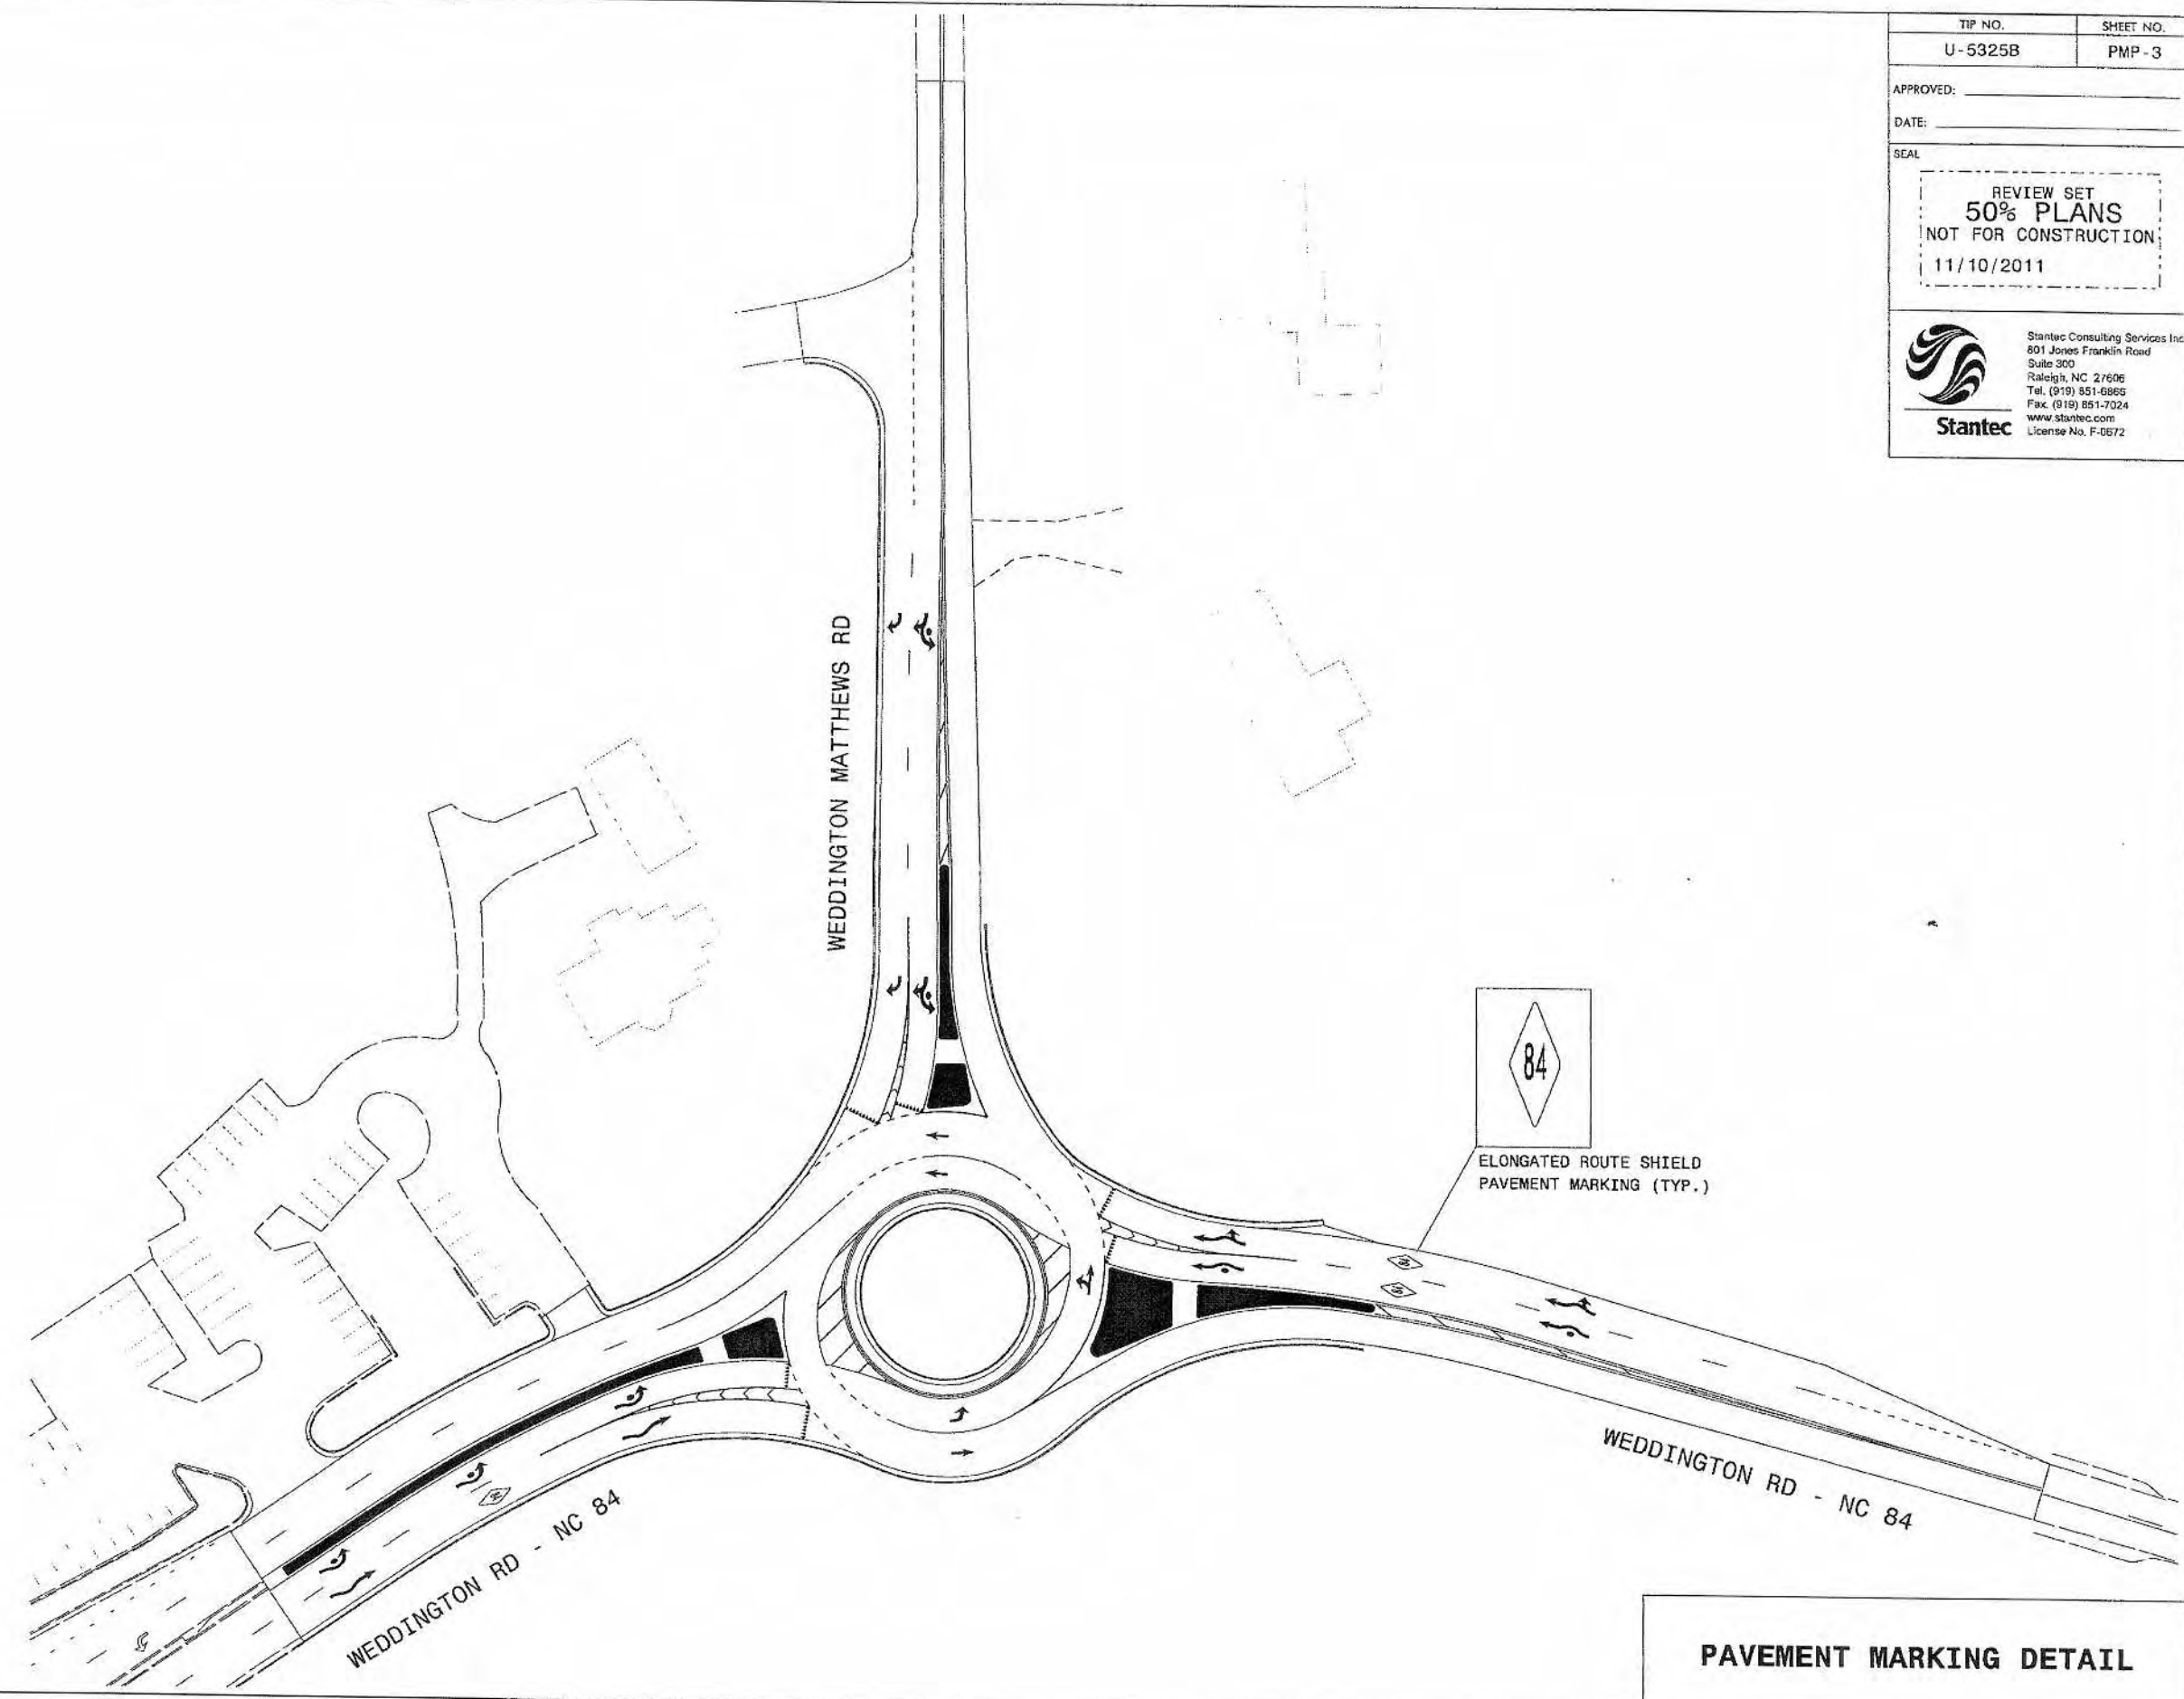 TIP NO.
SHEET NO.
U-5325B
PMP-3
APPROVED:
DATE:
SEAL
REVIEW SET
50% PLANS
NOT FOR CONSTRUCTION
11/10/2011
Stantec Consulting Services Inc
801 Jones Franklin Road
Suite 300
Raleigh, NC 27606
Tel. (919) 851-6866
Fax. (919) 851-7024
www.stantec.com
License No. F-0672
Stantec
WEDDINGTON MATTHEWS RD
84
ELONGATED ROUTE SHIELD
PAVEMENT MARKING (TYP.)
WEDDINGTON RD - NC 84
WEDDINGTON RD - NC 84
PAVEMENT MARKING DETAIL